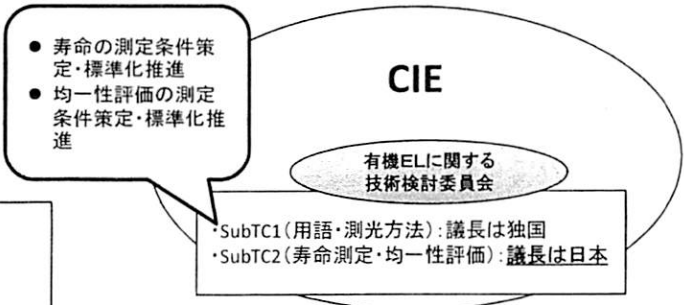 ● 寿命の測定条件策
定・標準化推進
● 均一性評価の測定
条件策定・標準化推
進
CIE
有機ELに関する
技術検討委員会
・SubTC1(用語・測光方法):議長は独国
・SubTC2(寿命測定・均一性評価):議長は日本